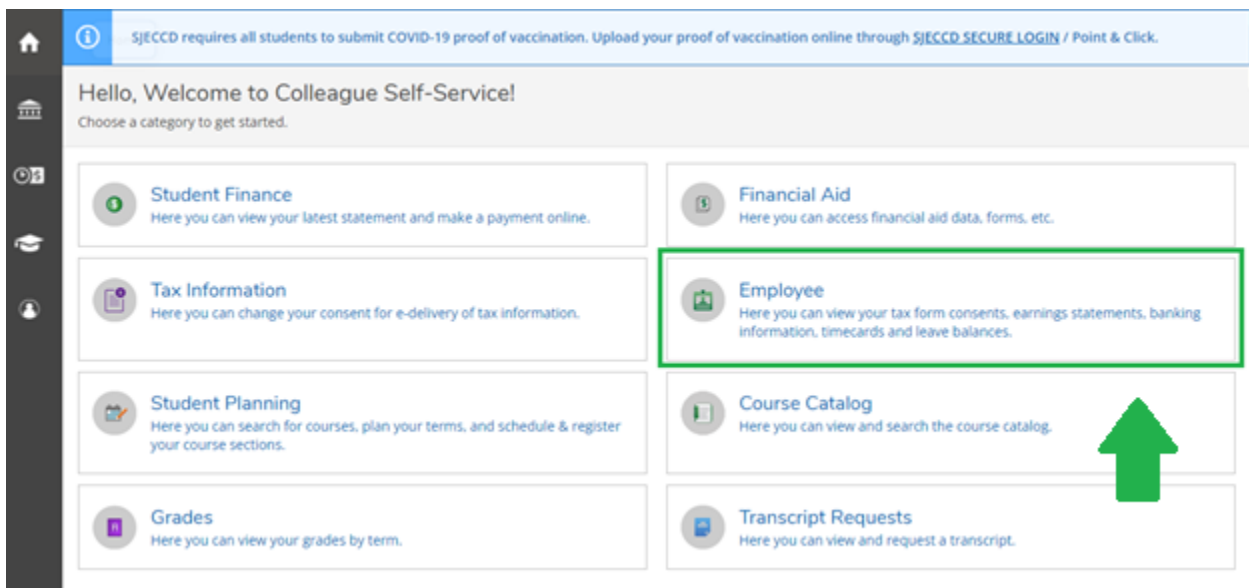 SJECCD requires all students to submit COVID-19 proof of vaccination. Upload your proof of vaccination online through SJECCD SECURE LOGIN / Point & Click.
Hello, Welcome to Colleague Self-Service!
Choose a category to get started.
Student Finance
Here you can view your latest statement and make a payment online.
Financial Aid
Here you can access financial aid data, forms, etc.
Tax Information
Here you can change your consent for e-delivery of tax information.
Employee
Here you can view your tax form consents, earnings statements, banking
information, timecards and leave balances.
Student Planning
Here you can search for courses, plan your terms, and schedule & register
your course sections.
Course Catalog
Here you can view and search the course catalog.
Grades
Here you can view your grades by term.
Transcript Requests
Here you can view and request a transcript.